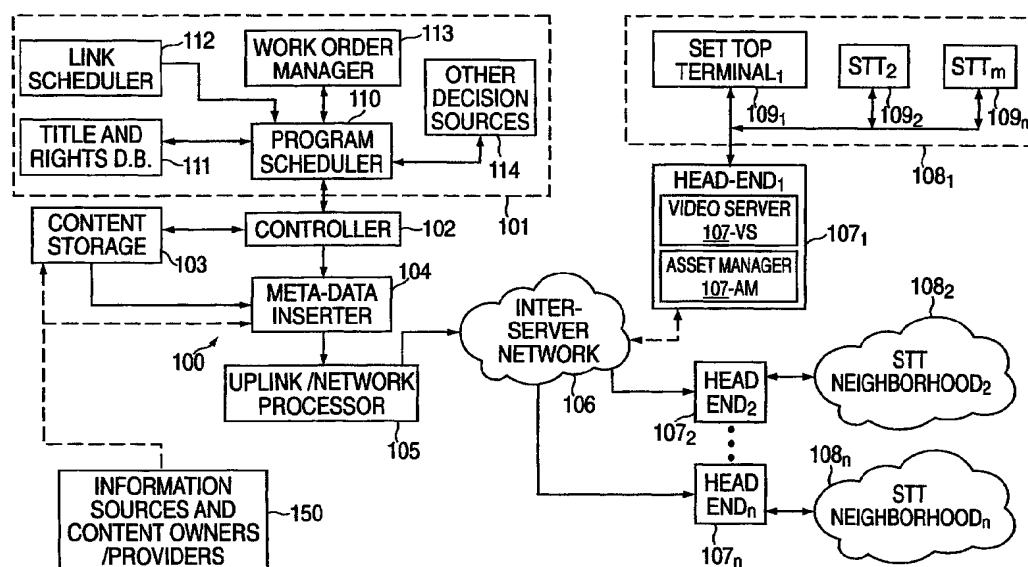 112
LINK
SCHEDULER
113
WORK ORDER
MANAGER
110
OTHER
DECISION
SOURCES
114
TITLE AND
RIGHTS D.B.
111
PROGRAM
SCHEDULER
101
CONTENT
STORAGE
103
CONTROLLER
102
104
META-DATA
INSERTER
100
UPLINK /NETWORK
PROCESSOR
105
INFORMATION
SOURCES AND
CONTENT OWNERS
/PROVIDERS
150
INTER-
SERVER
NETWORK
106
SET TOP
TERMINAL1
1091
STT2
1092
STTm
109n
1081
HEAD-END1
VIDEO SERVER
107-VS
ASSET MANAGER
107-AM
1071
HEAD
END2
1072
1082
STT
NEIGHBORHOOD2
HEAD
ENDn
107n
108n
STT
NEIGHBORHOODn